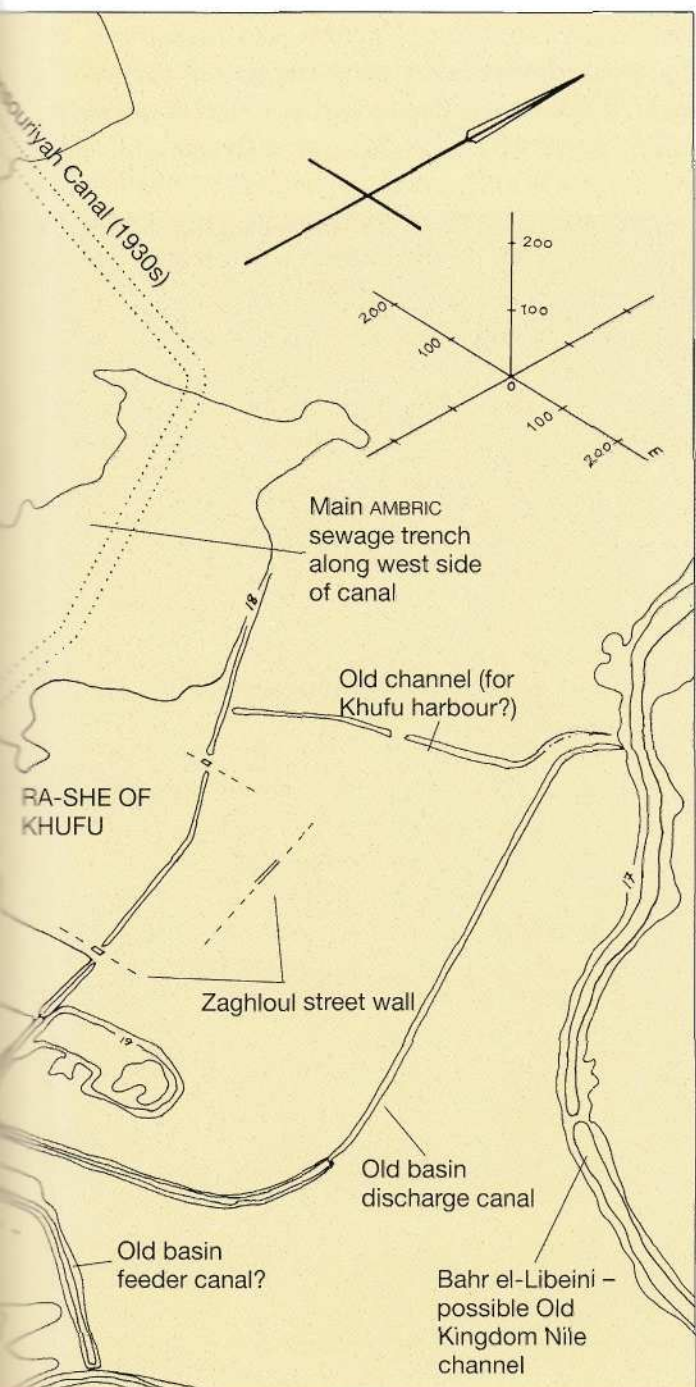 Canal (1930s)
200
100
200
100
0
100
200
m
Main AMBRIC
sewage trench
along west side
of canal
18
Old channel (for
Khufu harbour?)
RA-SHE OF
KHUFU
17
Zaghloul street wall
19
Old basin
discharge canal
Old basin
feeder canal?
Bahr el-Libeini –
possible Old
Kingdom Nile
channel